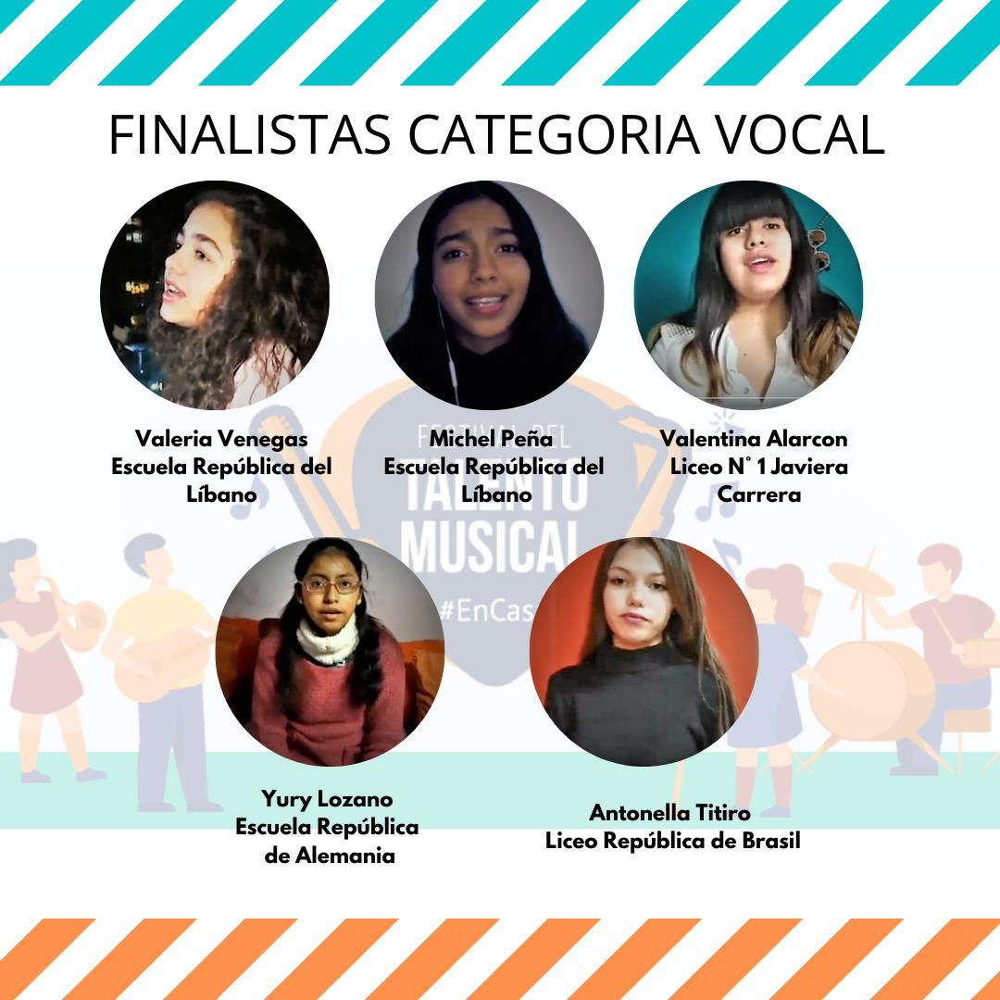 FINALISTAS CATEGORIA VOCAL
Valeria Venegas
Escuela República del
Líbano
Michel Peña
Escuela República del
Líbano
Valentina Alarcon
Liceo N° 1 Javiera
Carrera
FESTIVAL DEL
TALENTO
MUSICAL
#EnCas
Yury Lozano
Escuela República
de Alemania
Antonella Titiro
Liceo República de Brasil